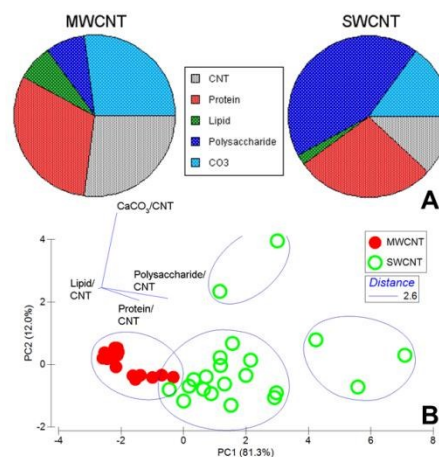 MWCNT
SWCNT
CNT
Protein
Lipid
Polysaccharide
CO3
A
CaCO3/CNT
Polysaccharide/
CNT
Lipid/
CNT
Protein/
CNT
MWCNT
SWCNT
Distance
2.6
4
2
0
-2
PC2 (12.0%)
-4
-2
0
2
4
6
8
PC1 (81.3%)
B